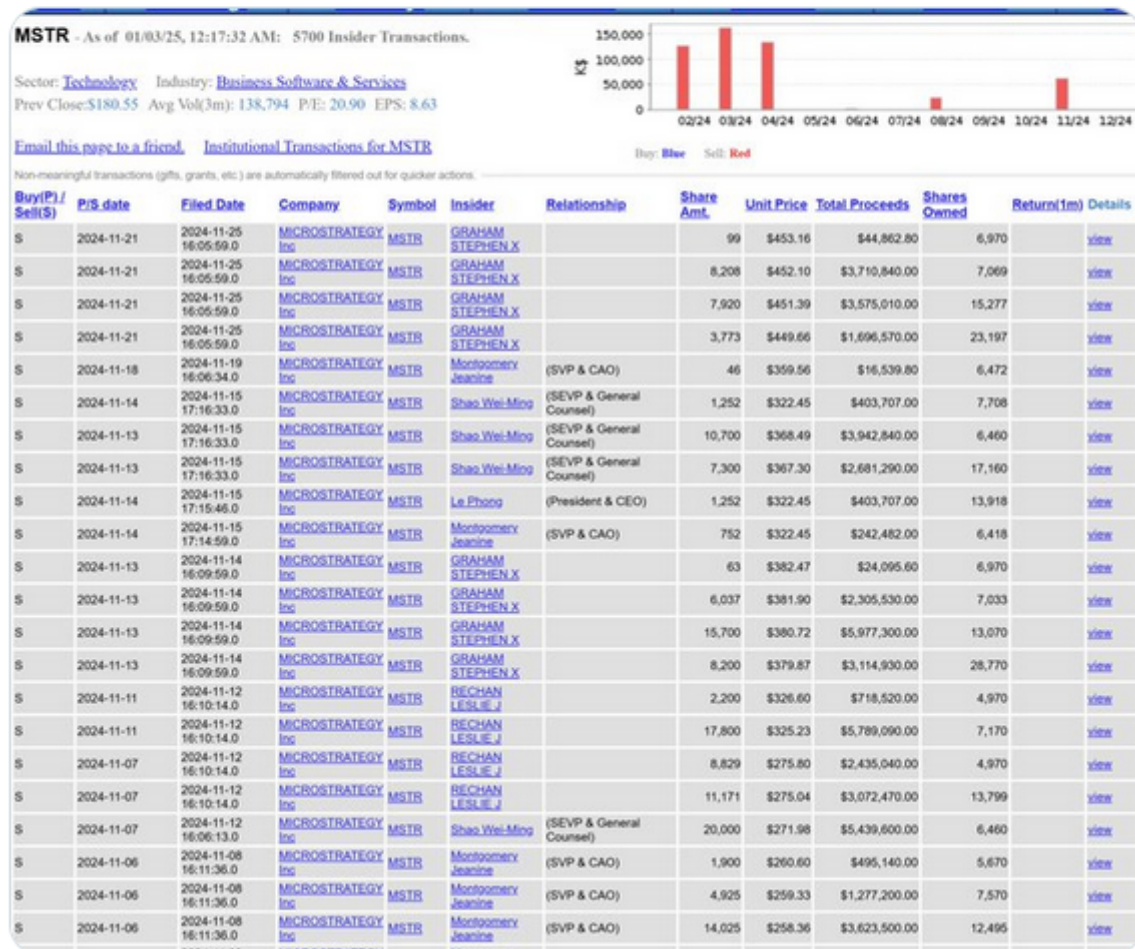 MSTR - As of 01/03/25, 12:17:32 AM: 5700 Insider Transactions.
Sector: Technology Industry: Business Software & Services
Prev Close:$180.55 Avg Vol(3m): 138,794 P/E: 20.90 EPS: 8.63
Email this page to a friend. Institutional Transactions for MSTR
K$
150,000
100,000
50,000
0
02/24 03/24 04/24 05/24 06/24 07/24 08/24 09/24 10/24 11/24 12/24
Buy: Blue Sell: Red
Non-meaningful transactions (gifts, grants, etc.) are automatically filtered out for quicker actions.
Buy(P) / Sell(S) P/S date Filed Date Company Symbol Insider Relationship Share Amt. Unit Price Total Proceeds Shares Owned Return(1m) Details
S 2024-11-21 2024-11-25 16:05:59.0 MICROSTRATEGY Inc MSTR GRAHAM STEPHEN X 99 $453.16 $44,862.80 6,970 view
S 2024-11-21 2024-11-25 16:05:59.0 MICROSTRATEGY Inc MSTR GRAHAM STEPHEN X 8,208 $452.10 $3,710,840.00 7,069 view
S 2024-11-21 2024-11-25 16:05:59.0 MICROSTRATEGY Inc MSTR GRAHAM STEPHEN X 7,920 $451.39 $3,575,010.00 15,277 view
S 2024-11-21 2024-11-25 16:05:59.0 MICROSTRATEGY Inc MSTR GRAHAM STEPHEN X 3,773 $449.66 $1,696,570.00 23,197 view
S 2024-11-18 2024-11-19 16:06:34.0 MICROSTRATEGY Inc MSTR Montgomery Jeanine (SVP & CAO) 46 $359.56 $16,539.80 6,472 view
S 2024-11-14 2024-11-15 17:16:33.0 MICROSTRATEGY Inc MSTR Shao Wei-Ming (SEVP & General Counsel) 1,252 $322.45 $403,707.00 7,708 view
S 2024-11-13 2024-11-15 17:16:33.0 MICROSTRATEGY Inc MSTR Shao Wei-Ming (SEVP & General Counsel) 10,700 $368.49 $3,942,840.00 6,460 view
S 2024-11-13 2024-11-15 17:16:33.0 MICROSTRATEGY Inc MSTR Shao Wei-Ming (SEVP & General Counsel) 7,300 $367.30 $2,681,290.00 17,160 view
S 2024-11-14 2024-11-15 17:15:46.0 MICROSTRATEGY Inc MSTR Le Phong (President & CEO) 1,252 $322.45 $403,707.00 13,918 view
S 2024-11-14 2024-11-15 17:14:59.0 MICROSTRATEGY Inc MSTR Montgomery Jeanine (SVP & CAO) 752 $322.45 $242,482.00 6,418 view
S 2024-11-13 2024-11-14 16:09:59.0 MICROSTRATEGY Inc MSTR GRAHAM STEPHEN X 63 $382.47 $24,095.60 6,970 view
S 2024-11-13 2024-11-14 16:09:59.0 MICROSTRATEGY Inc MSTR GRAHAM STEPHEN X 6,037 $381.90 $2,305,530.00 7,033 view
S 2024-11-13 2024-11-14 16:09:59.0 MICROSTRATEGY Inc MSTR GRAHAM STEPHEN X 15,700 $380.72 $5,977,300.00 13,070 view
S 2024-11-13 2024-11-14 16:09:59.0 MICROSTRATEGY Inc MSTR GRAHAM STEPHEN X 8,200 $379.87 $3,114,930.00 28,770 view
S 2024-11-11 2024-11-12 16:10:14.0 MICROSTRATEGY Inc MSTR RECHAN LESLIE J 2,200 $326.60 $718,520.00 4,970 view
S 2024-11-11 2024-11-12 16:10:14.0 MICROSTRATEGY Inc MSTR RECHAN LESLIE J 17,800 $325.23 $5,789,090.00 7,170 view
S 2024-11-07 2024-11-12 16:10:14.0 MICROSTRATEGY Inc MSTR RECHAN LESLIE J 8,829 $275.80 $2,435,040.00 4,970 view
S 2024-11-07 2024-11-12 16:10:14.0 MICROSTRATEGY Inc MSTR RECHAN LESLIE J 11,171 $275.04 $3,072,470.00 13,799 view
S 2024-11-07 2024-11-12 16:06:13.0 MICROSTRATEGY Inc MSTR Shao Wei-Ming (SEVP & General Counsel) 20,000 $271.98 $5,439,600.00 6,460 view
S 2024-11-06 2024-11-08 16:11:36.0 MICROSTRATEGY Inc MSTR Montgomery Jeanine (SVP & CAO) 1,900 $260.60 $495,140.00 5,670 view
S 2024-11-06 2024-11-08 16:11:36.0 MICROSTRATEGY Inc MSTR Montgomery Jeanine (SVP & CAO) 4,925 $259.33 $1,277,200.00 7,570 view
S 2024-11-06 2024-11-08 16:11:36.0 MICROSTRATEGY Inc MSTR Montgomery Jeanine (SVP & CAO) 14,025 $258.36 $3,623,500.00 12,495 view